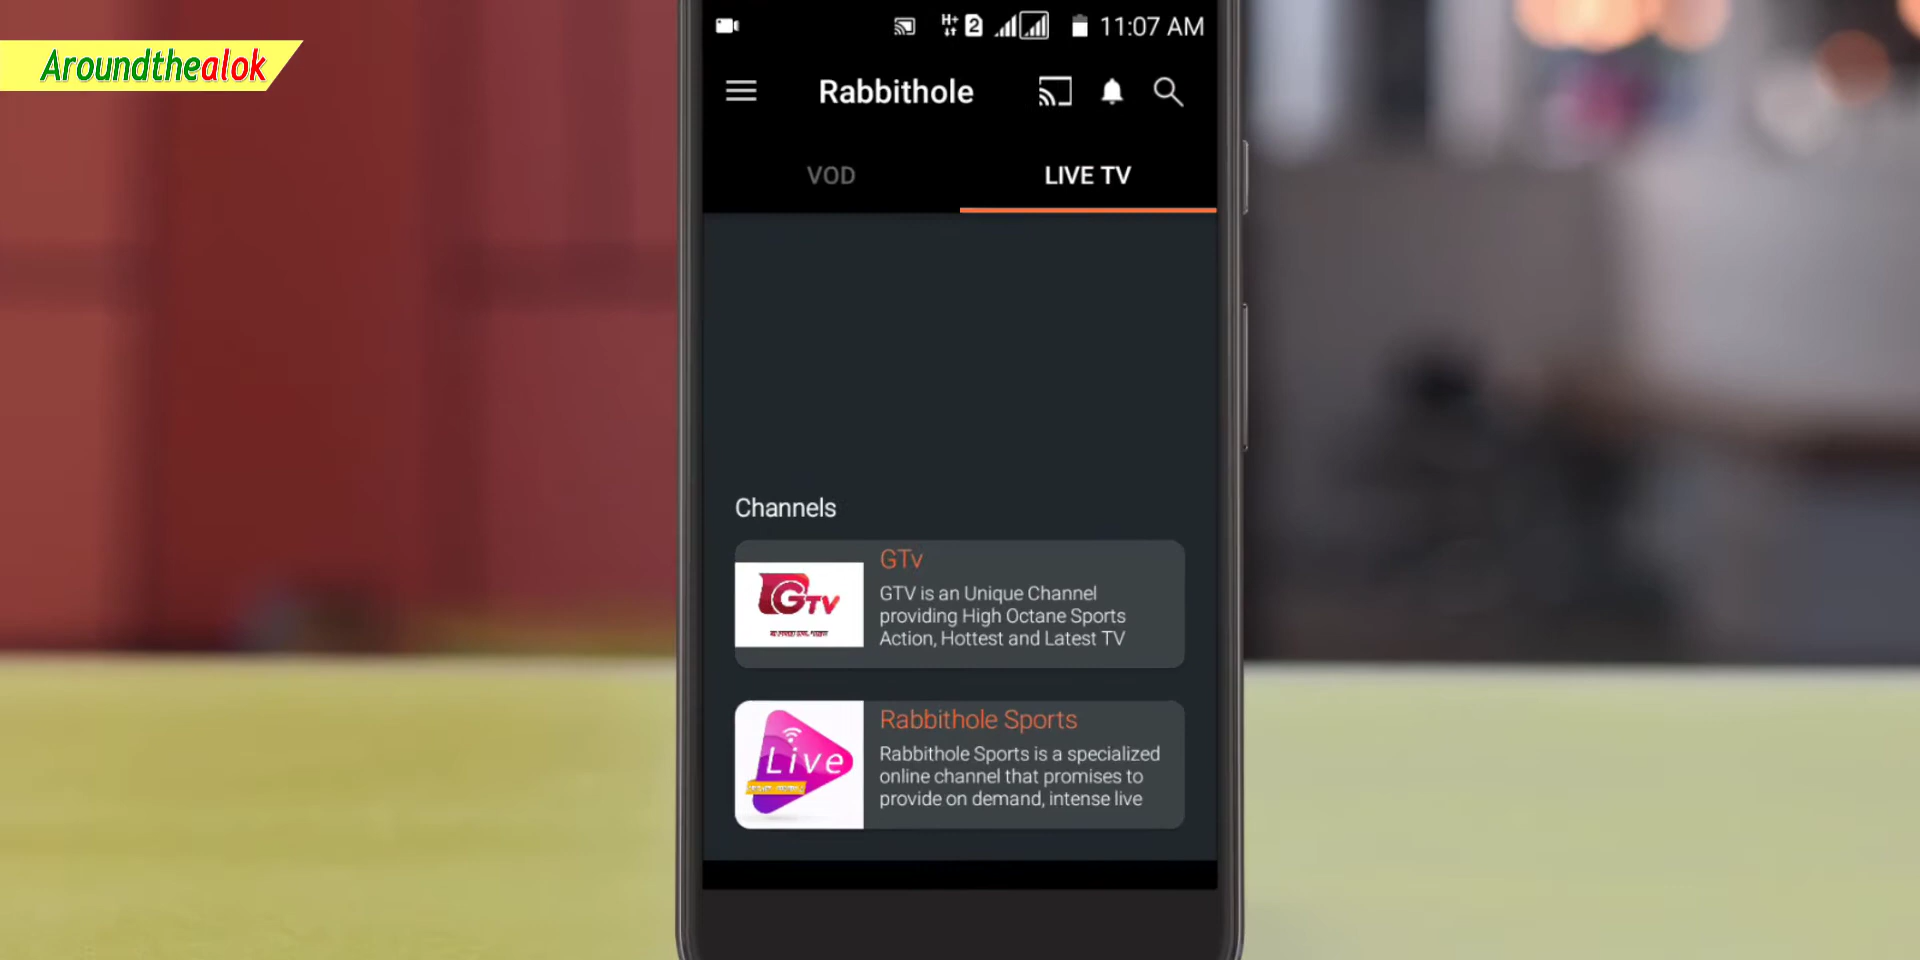 Aroundthealok
H+ 2 11:07 AM
Rabbithole
VOD LIVE TV
Channels
GTv
GTV is an Unique Channel
providing High Octane Sports
Action, Hottest and Latest TV
GTV
Rabbithole Sports
Rabbithole Sports is a specialized
online channel that promises to
provide on demand, intense live
Live